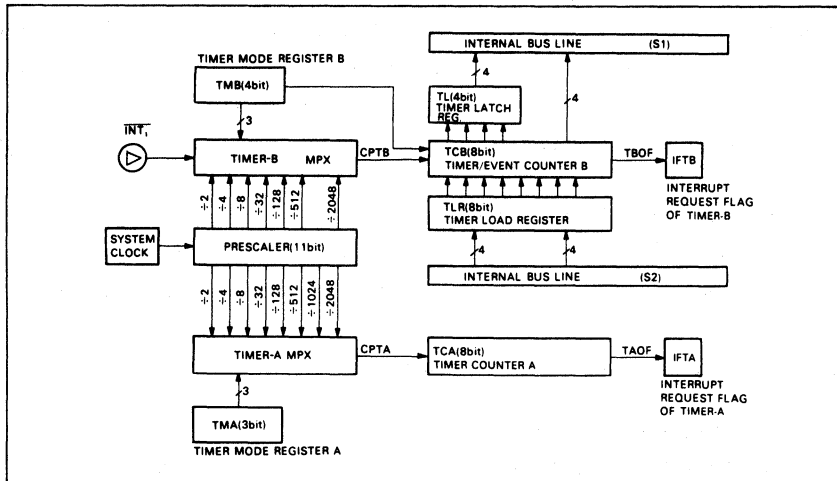 INTERNAL BUS LINE (S1)
TIMER MODE REGISTER B
TMB(4bit)
4
TL(4bit)
TIMER LATCH
REG.
4
3
INT₁
TIMER-B MPX
CPTB
TCB(8bit)
TIMER/EVENT COUNTER B
TBOF
IFTB
INTERRUPT
REQUEST FLAG
OF TIMER-B
÷2
÷4
÷8
÷32
÷128
÷512
÷2048
TLR(8bit)
TIMER LOAD REGISTER
SYSTEM
CLOCK
PRESCALER(11bit)
4
4
INTERNAL BUS LINE (S2)
÷2
÷4
÷8
÷32
÷128
÷512
÷1024
÷2048
TIMER-A MPX
CPTA
TCA(8bit)
TIMER COUNTER A
TAOF
IFTA
INTERRUPT
REQUEST FLAG
OF TIMER-A
3
TMA(3bit)
TIMER MODE REGISTER A